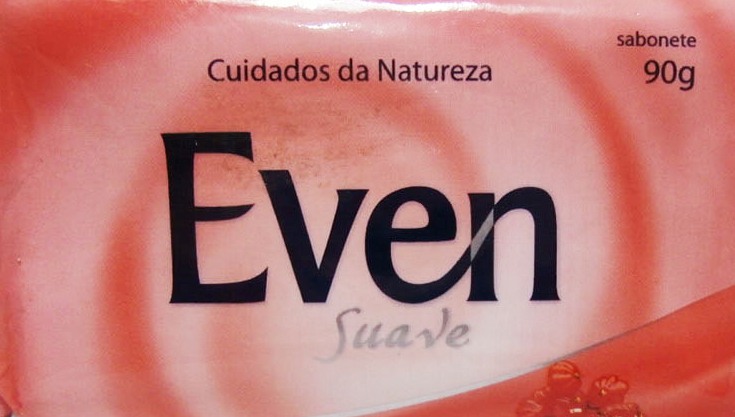 sabonete
90g
Cuidados da Natureza
Even
Suave